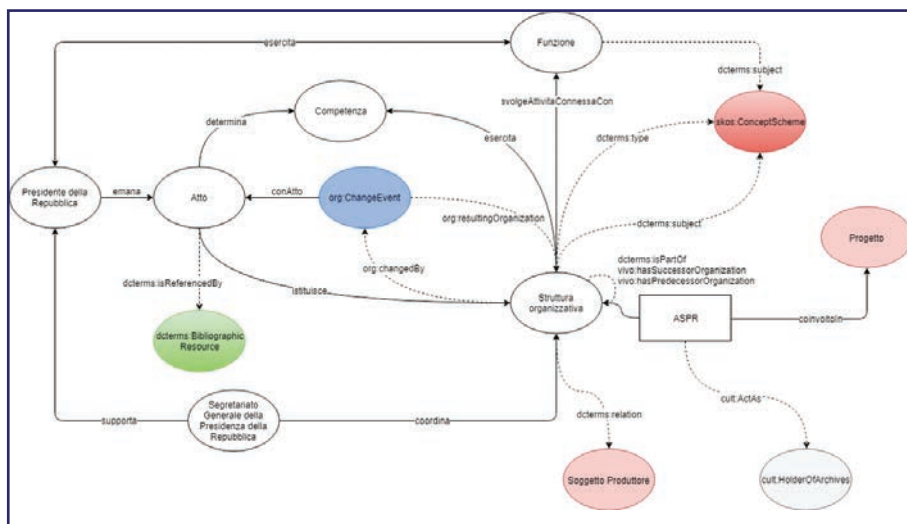 esercita
Funzione
dcterms:subject
svolgeAttivitaConnessaCon
Competenza
determina
esercita
dcterms:type
skos:ConceptScheme
Presidente della
Repubblica
emana
Atto
conAtto
org:ChangeEvent
org:resultingOrganization
dcterms:subject
Progetto
org:changedBy
dcterms:isPartOf
vivo:hasSuccessorOrganization
vivo:hasPredecessorOrganization
dcterms:isReferencedBy
istituisce
Struttura
organizzativa
ASPR
coinvoltoIn
dcterms:Bibliographic
Resource
cult:ActAs
Segretariato
Generale della
Presidenza della
Repubblica
supporta
coordina
dcterms:relation
Soggetto Produttore
cult:HolderOfArchives